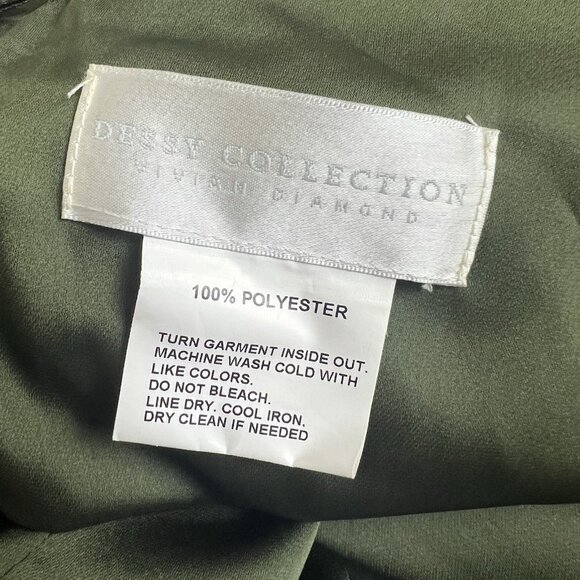 DESSY COLLECTION
VIVIAN DIAMOND
100% POLYESTER
TURN GARMENT INSIDE OUT.
MACHINE WASH COLD WITH
LIKE COLORS.
DO NOT BLEACH.
LINE DRY. COOL IRON.
DRY CLEAN IF NEEDED